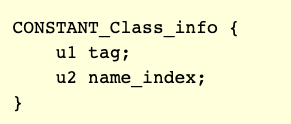 CONSTANT_Class_info {
    u1 tag;
    u2 name_index;
}